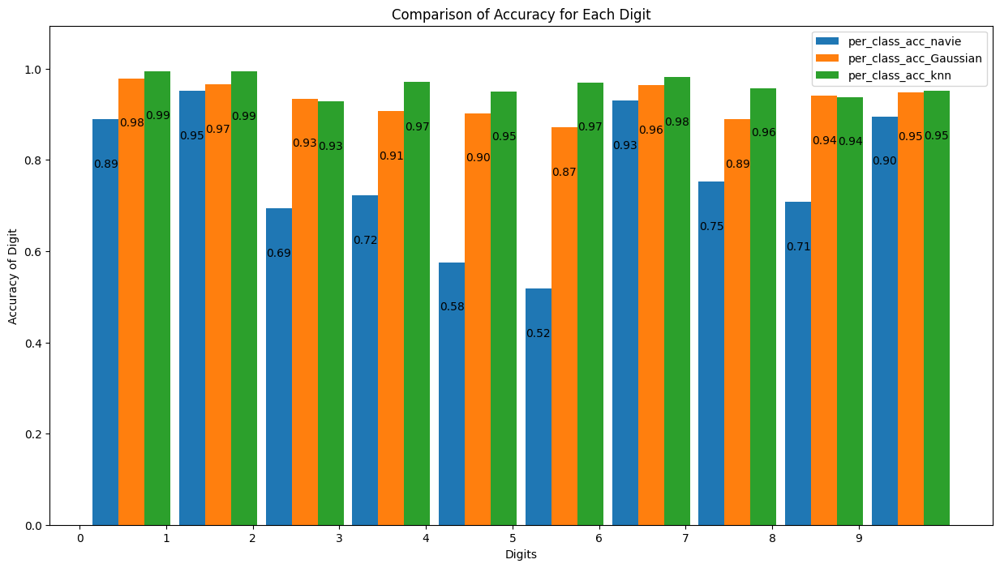 Comparison of Accuracy for Each Digit
per_class_acc_navie
per_class_acc_Gaussian
per_class_acc_knn
Accuracy of Digit
1.0
0.8
0.6
0.4
0.2
0.0
0.89 0.98 0.99
0.95 0.97 0.99
0.69 0.93 0.93
0.72 0.91 0.97
0.58 0.90 0.95
0.52 0.87 0.97
0.93 0.96 0.98
0.75 0.89 0.96
0.71 0.94 0.94
0.90 0.95 0.95
0 1 2 3 4 5 6 7 8 9
Digits